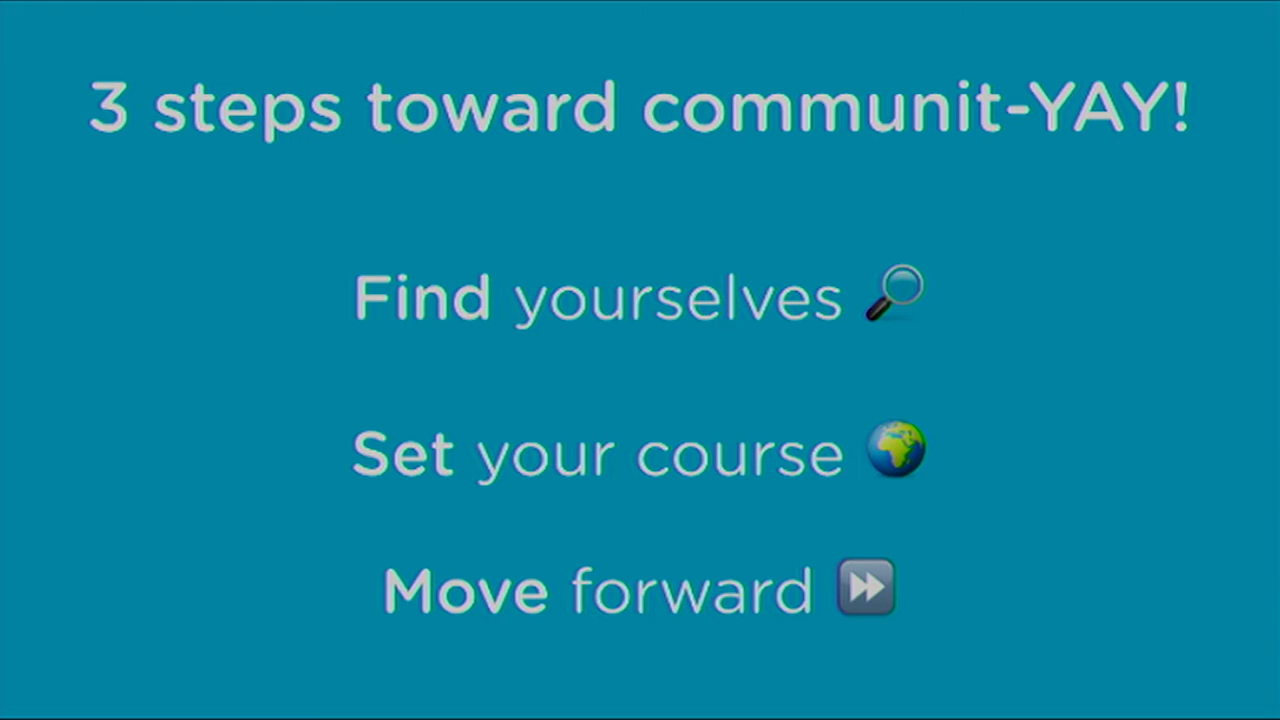 3 steps toward communit-YAY!
Find yourselves 🔎
Set your course 🌍
Move forward ⏩